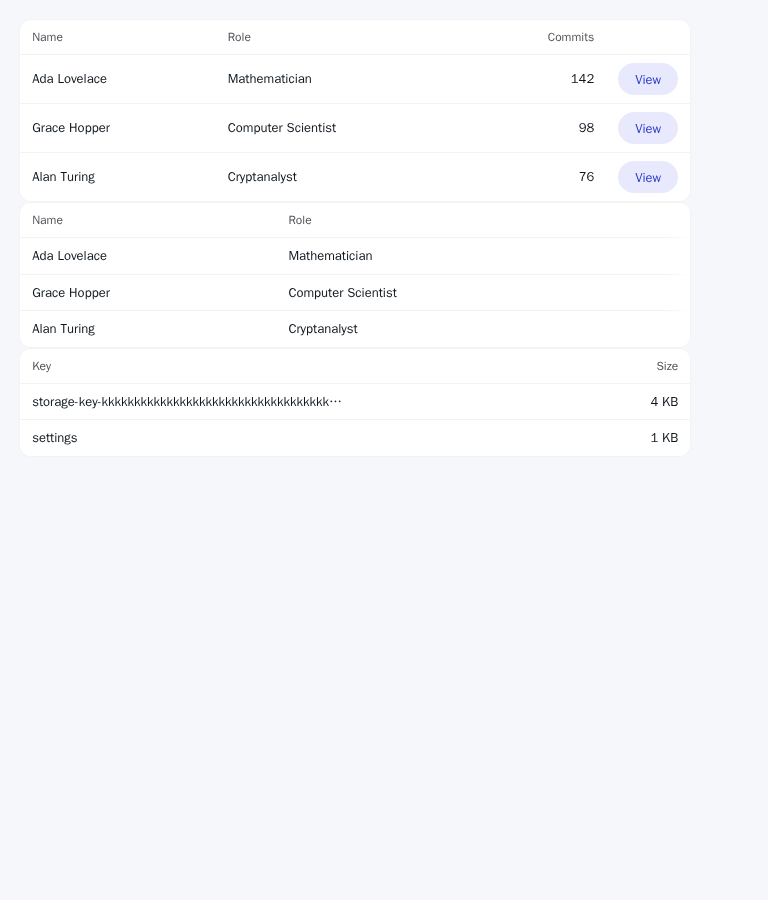 Name Role Commits
Ada Lovelace Mathematician 142 View
Grace Hopper Computer Scientist 98 View
Alan Turing Cryptanalyst 76 View
Name Role
Ada Lovelace Mathematician
Grace Hopper Computer Scientist
Alan Turing Cryptanalyst
Key Size
storage-key-kkkkkkkkkkkkkkkkkkkkkkkkkkkkkkkkkkk… 4 KB
settings 1 KB